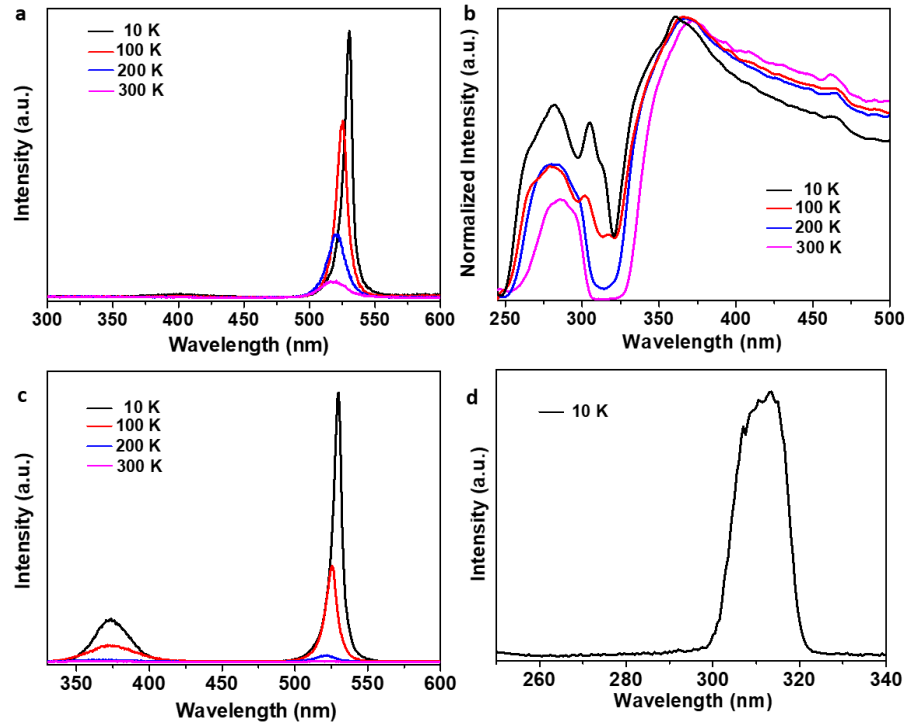 a
10 K
100 K
200 K
300 K
Intensity (a.u.)
300 350 400 450 500 550 600
Wavelength (nm)
b
10 K
100 K
200 K
300 K
Normalized Intensity (a.u.)
250 300 350 400 450 500
Wavelength (nm)
c
10 K
100 K
200 K
300 K
Intensity (a.u.)
350 400 450 500 550 600
Wavelength (nm)
d
10 K
Intensity (a.u.)
260 280 300 320 340
Wavelength (nm)